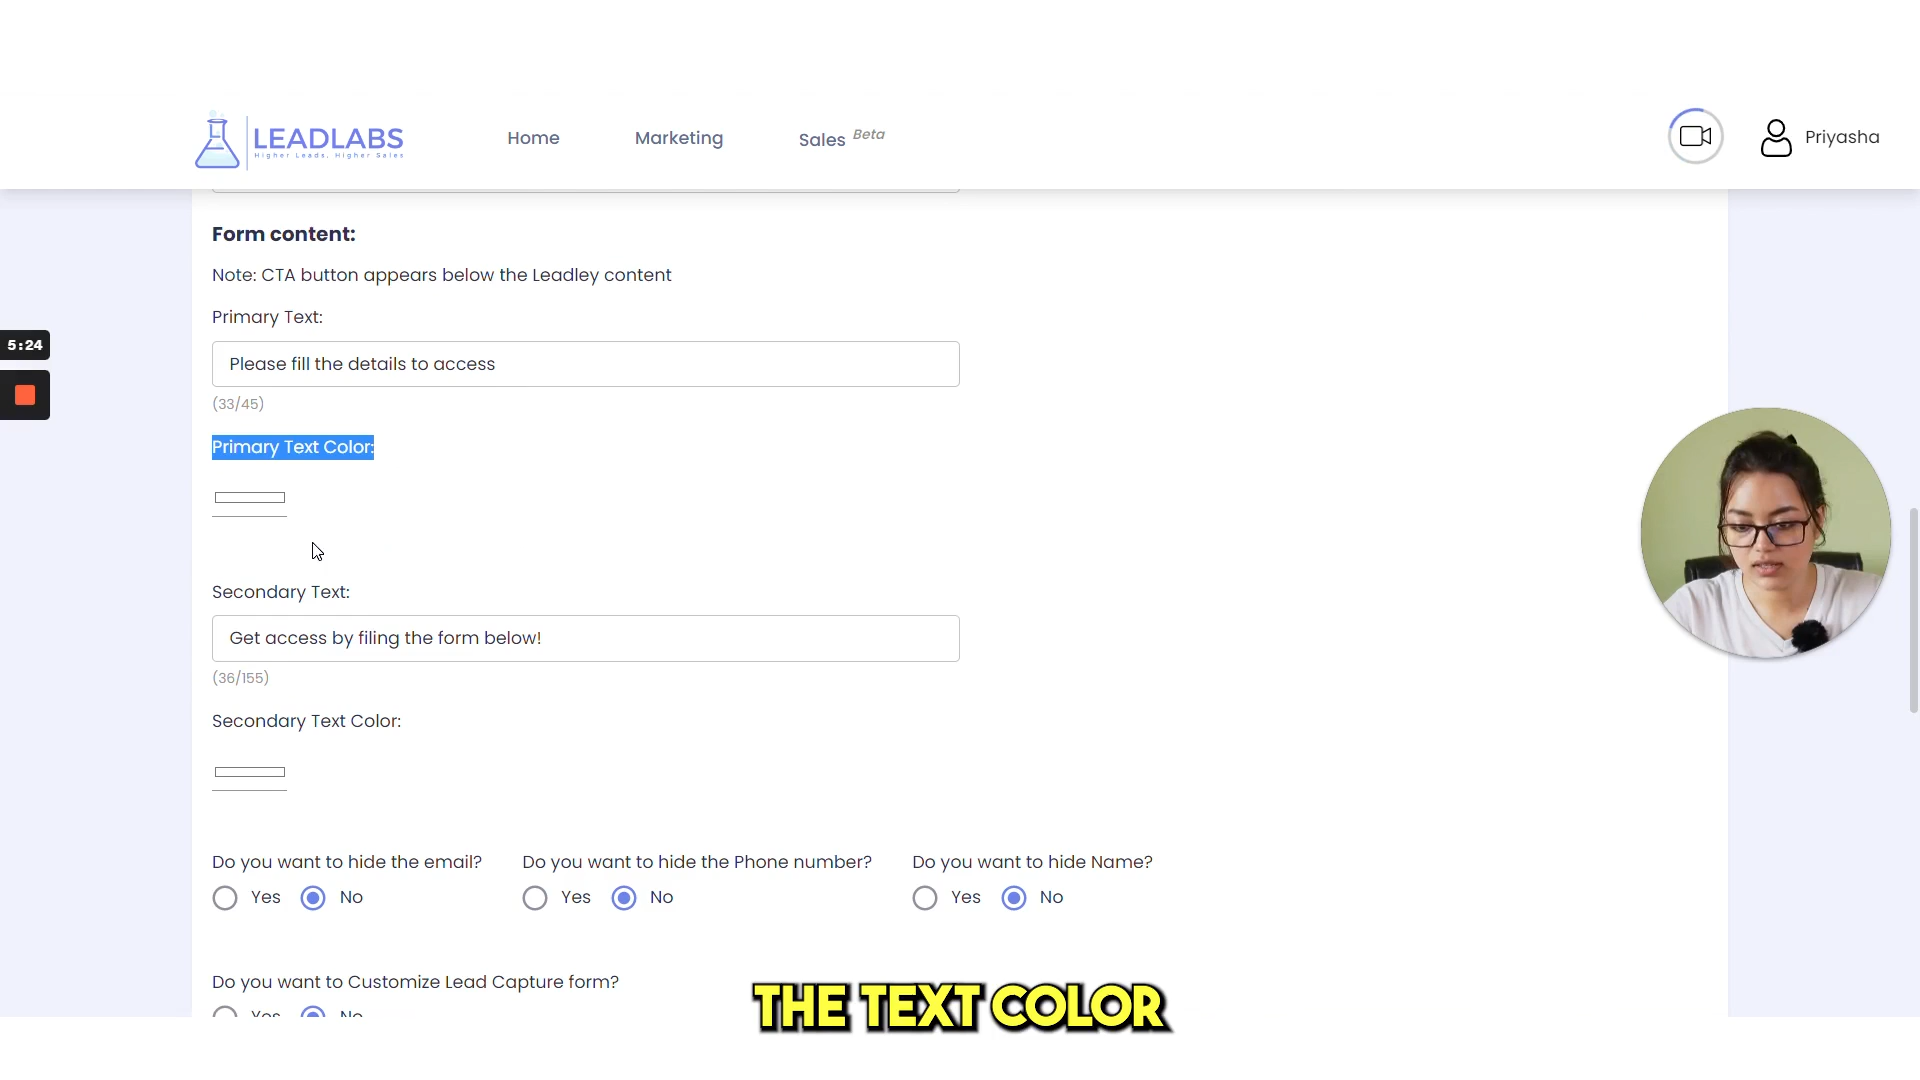 LEADLABS
Higher Leads, Higher Sales
Home
Marketing
Sales Beta
Priyasha
Form content:
Note: CTA button appears below the Leadley content
Primary Text:
5:24
Please fill the details to access
(33/45)
Primary Text Color:
Secondary Text:
Get access by filing the form below!
(36/155)
Secondary Text Color:
Do you want to hide the email? Do you want to hide the Phone number? Do you want to hide Name?
Yes No Yes No Yes No
Do you want to Customize Lead Capture form?
Yes No
THE TEXT COLOR